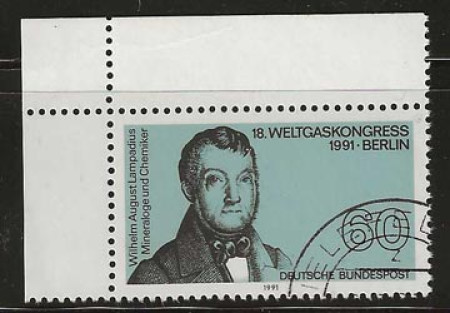 18. WELTGASKONGRESS
1991 · BERLIN
Wilhelm August Lampadius
Mineraloge und Chemiker
60
DEUTSCHE BUNDESPOST
1991